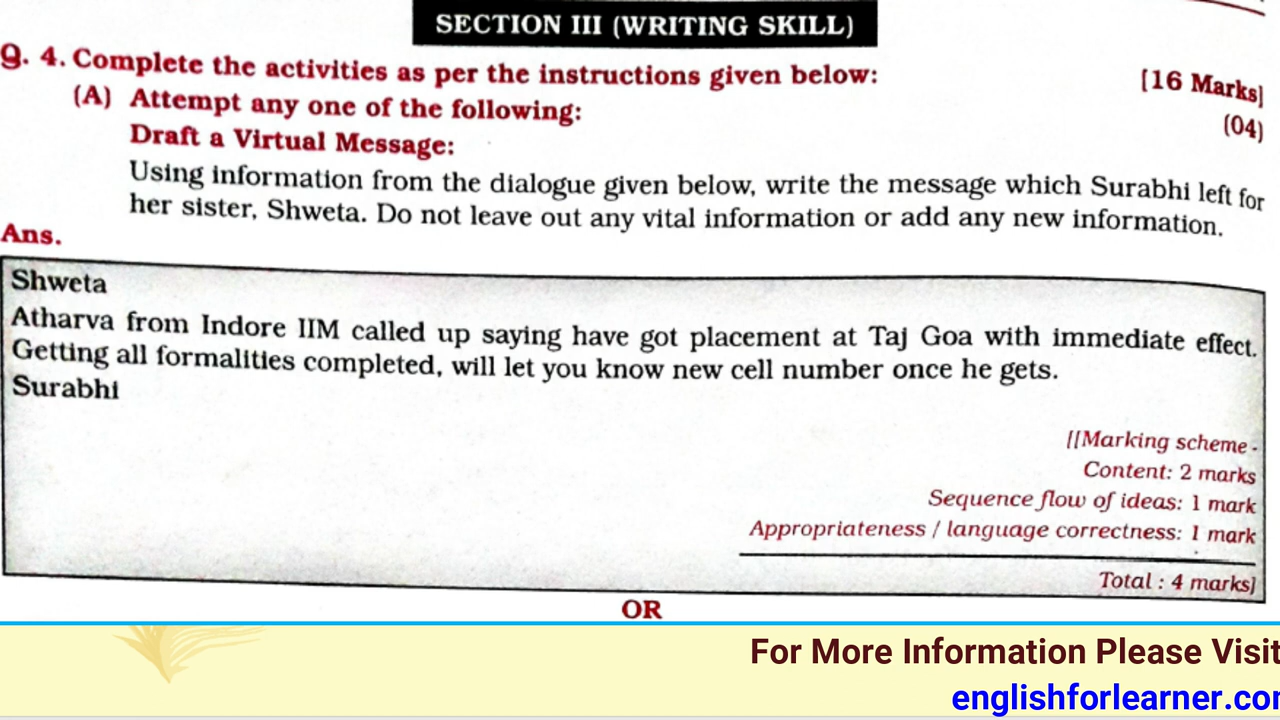 SECTION III (WRITING SKILL)
Q. 4. Complete the activities as per the instructions given below: [16 Marks]
(A) Attempt any one of the following: (04)
Draft a Virtual Message:
Using information from the dialogue given below, write the message which Surabhi left for
her sister, Shweta. Do not leave out any vital information or add any new information.
Ans.
Shweta
Atharva from Indore IIM called up saying have got placement at Taj Goa with immediate effect.
Getting all formalities completed, will let you know new cell number once he gets.
Surabhi
[[Marking scheme -
Content: 2 marks
Sequence flow of ideas: 1 mark
Appropriateness / language correctness: 1 mark
Total : 4 marks]
OR
For More Information Please Visit
englishforlearner.cor